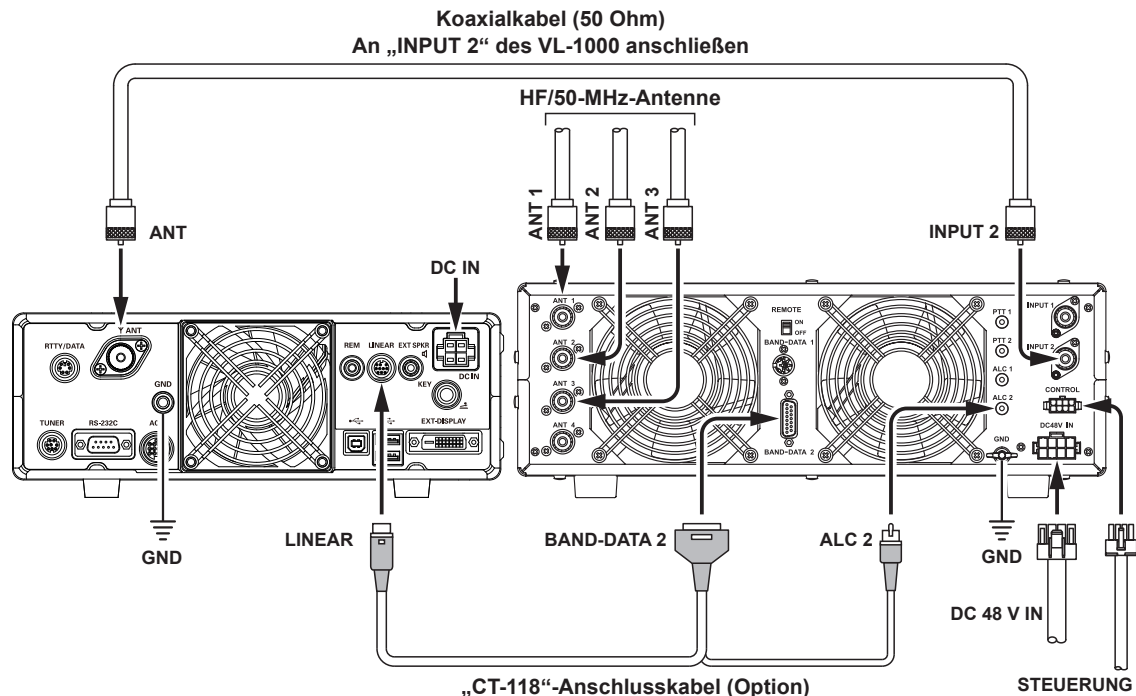 Koaxialkabel (50 Ohm)
An „INPUT 2“ des VL-1000 anschließen
HF/50-MHz-Antenne
ANT 1
ANT 2
ANT 3
ANT
INPUT 2
DC IN
ANT
RTTY/DATA
GND
TUNER
RS-232C
REM
LINEAR
EXT SPKR
KEY
DC IN
EXT-DISPLAY
ANT 1
ANT 2
ANT 3
ANT 4
REMOTE
ON
OFF
BAND-DATA 1
BAND-DATA 2
PTT 1
PTT 2
ALC 1
ALC 2
GND
INPUT 1
INPUT 2
CONTROL
DC48V IN
GND
LINEAR
BAND-DATA 2
ALC 2
GND
DC 48 V IN
STEUERUNG
„CT-118“-Anschlusskabel (Option)